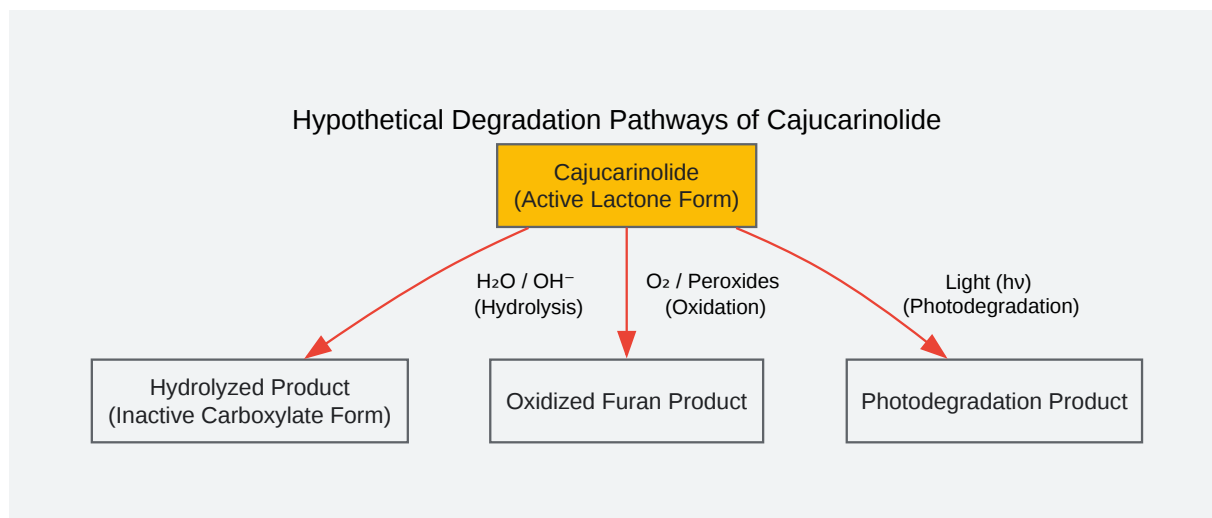 Hypothetical Degradation Pathways of Cajucarinolide
Cajucarinolide
(Active Lactone Form)
H₂O / OH⁻
(Hydrolysis)
O₂ / Peroxides
(Oxidation)
Light (hν)
(Photodegradation)
Hydrolyzed Product
(Inactive Carboxylate Form)
Oxidized Furan Product
Photodegradation Product